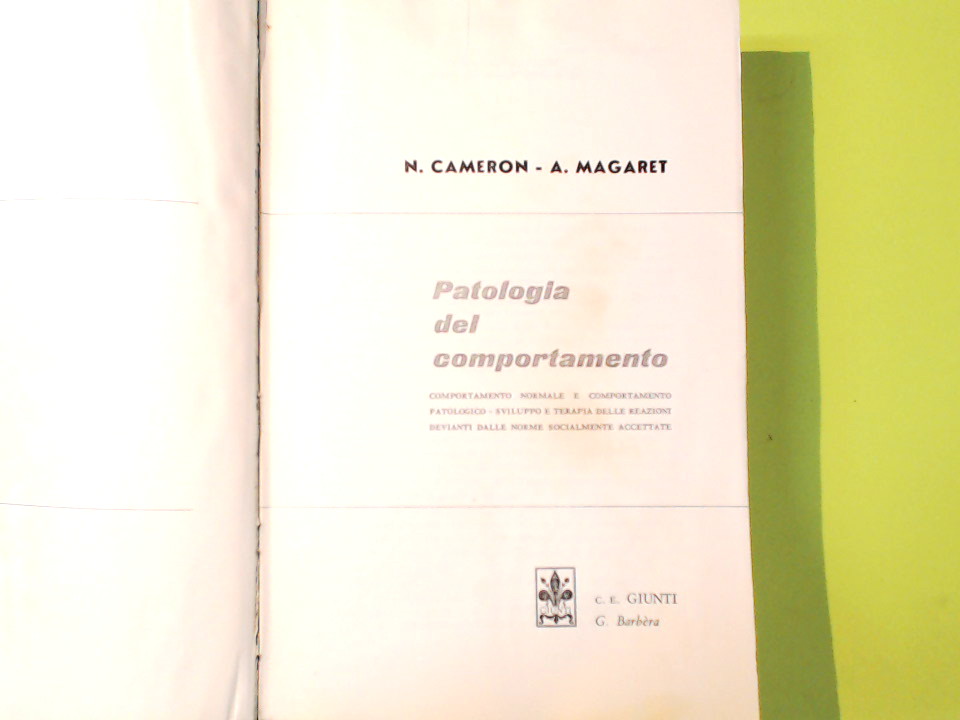 N. CAMERON - A. MAGARET
Patologia
del
comportamento
COMPORTAMENTO NORMALE E COMPORTAMENTO
PATOLOGICO - SVILUPPO E TERAPIA DELLE REAZIONI
DEVIANTI DALLE NORME SOCIALMENTE ACCETTATE
C. E. GIUNTI
G. Barbèra